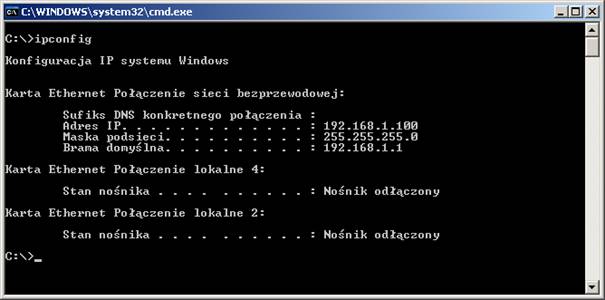 C:\WINDOWS\system32\cmd.exe
C:\>ipconfig
Konfiguracja IP systemu Windows
Karta Ethernet Połączenie sieci bezprzewodowej:
Sufiks DNS konkretnego połączenia :
Adres IP. . . . . . . . . . . . . : 192.168.1.100
Maska podsieci. . . . . . . . . . : 255.255.255.0
Brama domyślna. . . . . . . . . . : 192.168.1.1
Karta Ethernet Połączenie lokalne 4:
Stan nośnika . . . . . . . . . . : Nośnik odłączony
Karta Ethernet Połączenie lokalne 2:
Stan nośnika . . . . . . . . . . : Nośnik odłączony
C:\>_